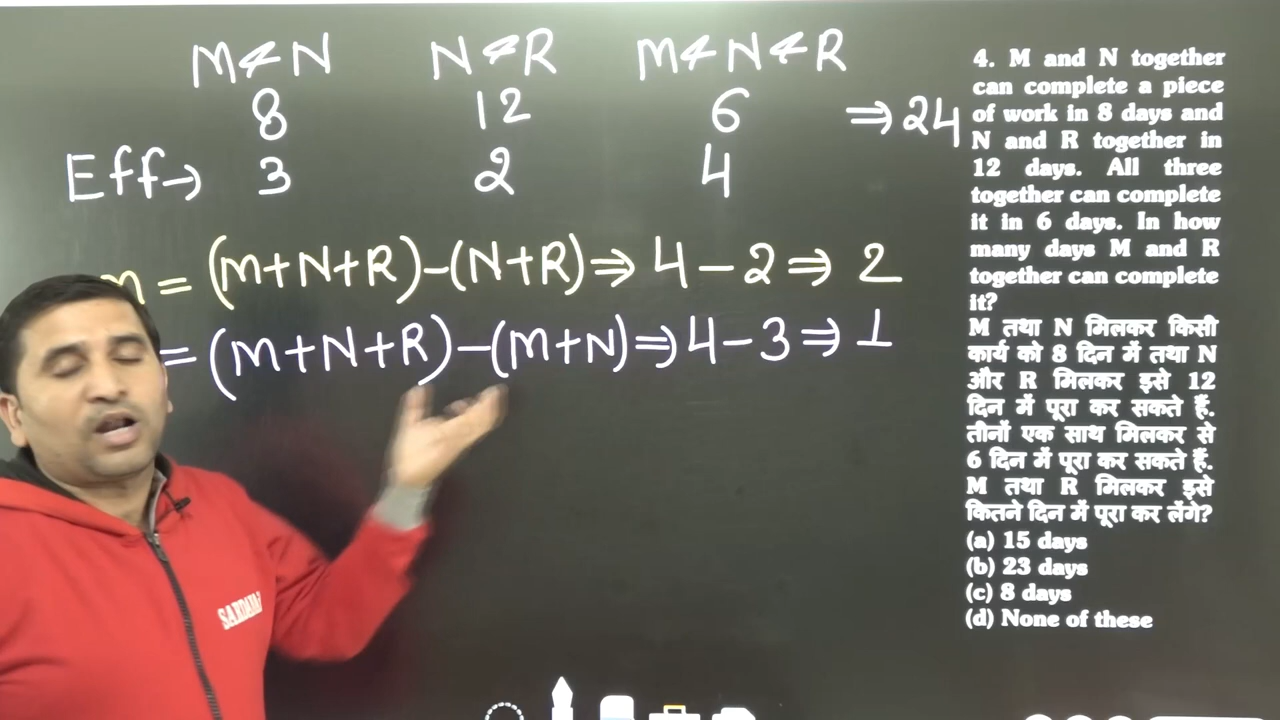 M & N N & R M & N & R
8 12 6 ⇒ 24
Eff→ 3 2 4
m = (m+N+R)-(N+R) ⇒ 4-2 ⇒ 2
= (m+N+R)-(m+N) ⇒ 4-3 ⇒ 1
4. M and N together
can complete a piece
of work in 8 days and
N and R together in
12 days. All three
together can complete
it in 6 days. In how
many days M and R
together can complete
it?
M तथा N मिलकर किसी
कार्य को 8 दिन में तथा N
और R मिलकर इसे 12
दिन में पूरा कर सकते हैं.
तीनों एक साथ मिलकर से
6 दिन में पूरा कर सकते हैं.
M तथा R मिलकर इसे
कितने दिन में पूरा कर लेंगे?
(a) 15 days
(b) 23 days
(c) 8 days
(d) None of these